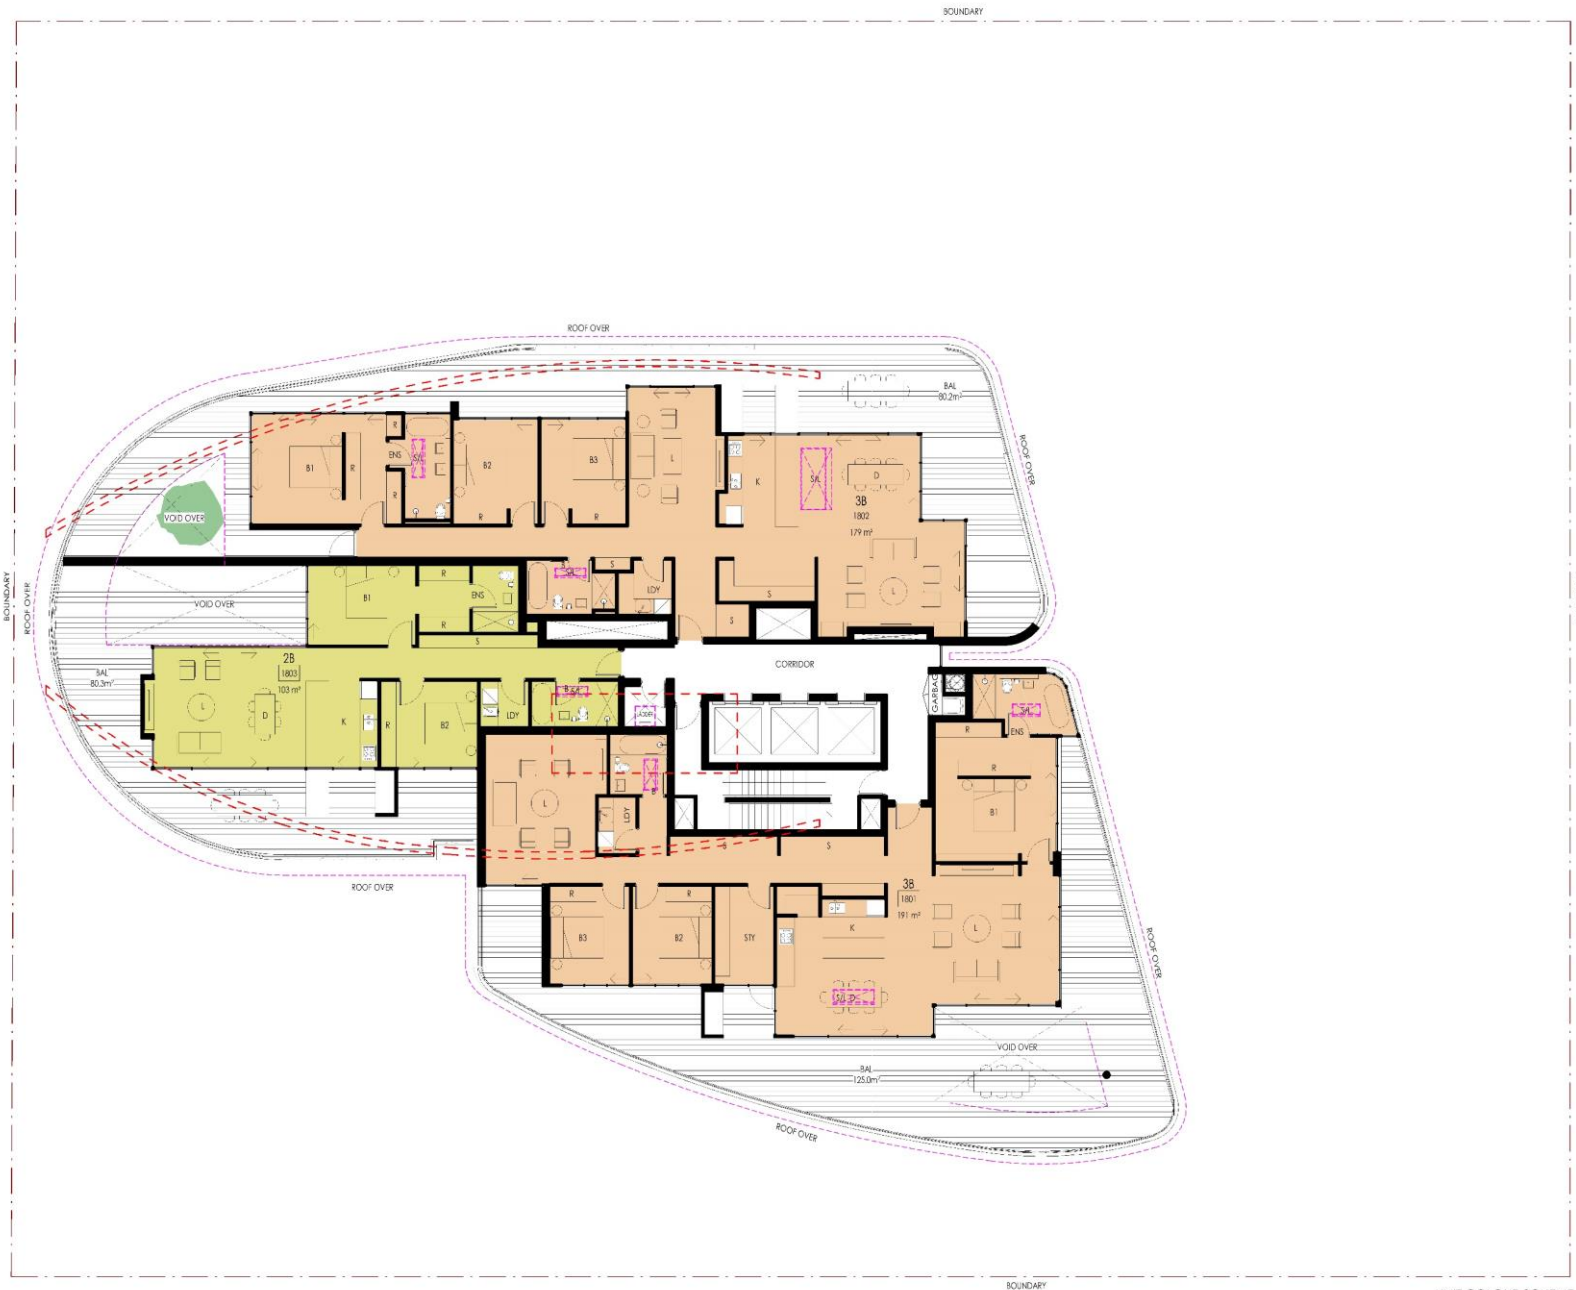 BOUNDARY
ROOF OVER
BAL
80.2m²
ROOF OVER
B1
R
R
ENS
R
S/L
B2
R
B3
R
L
K
S/L
D
3B
1802
179 m²
L
VOID OVER
S
LDY
S
S
BOUNDARY
ROOF OVER
VOID OVER
B1
R
ENS
R
S
2B
1803
103 m²
BAL
80.3m²
L
D
K
R
B2
LDY
CORRIDOR
GARBAGE
S/L
ENS
R
R
B1
L
LDY
B
S
S
ROOF OVER
R
R
B3
B2
STY
K
3B
1801
191 m²
L
S/L
D
ROOF OVER
VOID OVER
BAL
125.0m²
ROOF OVER
BOUNDARY